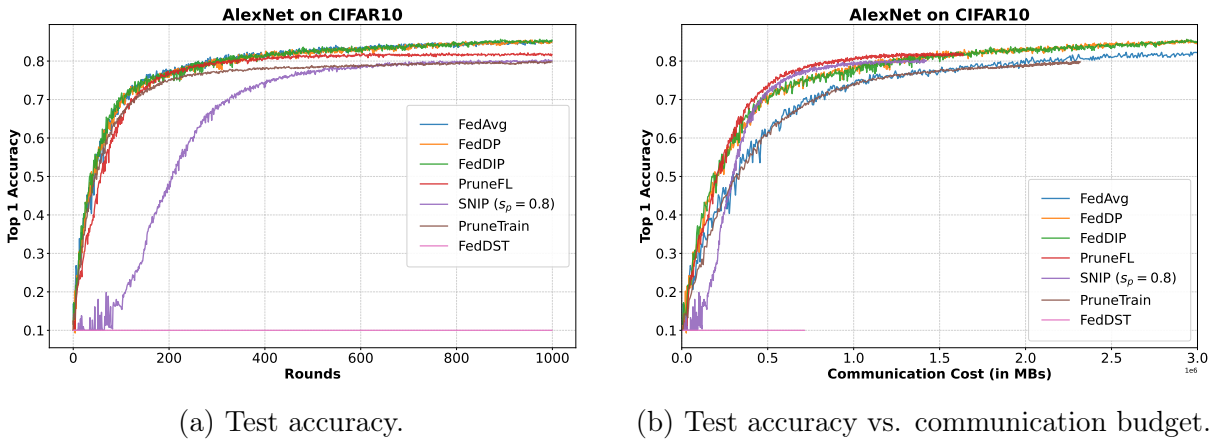 AlexNet on CIFAR10
Top 1 Accuracy
0.8
0.7
0.6
0.5
0.4
0.3
0.2
0.1
FedAvg
FedDP
FedDIP
PruneFL
SNIP (s_p = 0.8)
PruneTrain
FedDST
0 200 400 600 800 1000
Rounds
(a) Test accuracy.
AlexNet on CIFAR10
Top 1 Accuracy
0.8
0.7
0.6
0.5
0.4
0.3
0.2
0.1
FedAvg
FedDP
FedDIP
PruneFL
SNIP (s_p = 0.8)
PruneTrain
FedDST
0.0 0.5 1.0 1.5 2.0 2.5 3.0
1e6
Communication Cost (in MBs)
(b) Test accuracy vs. communication budget.